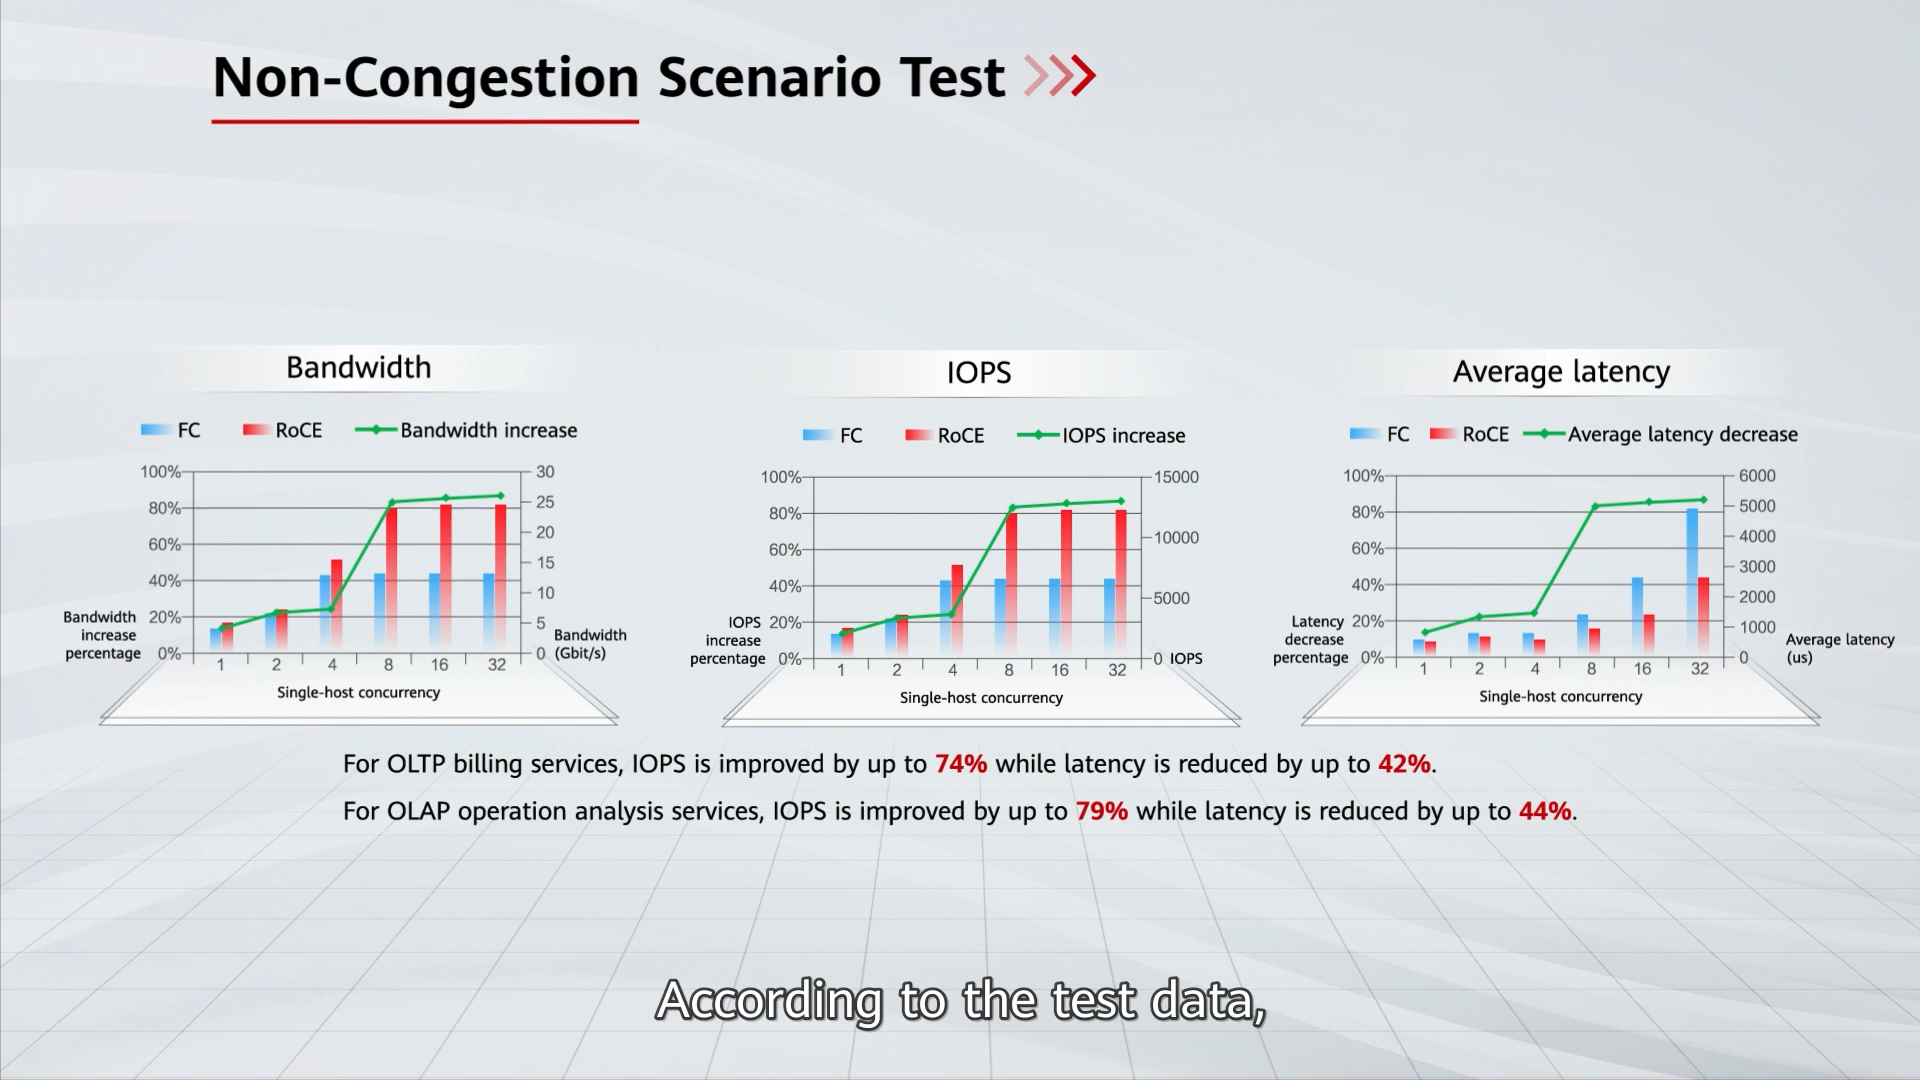 Non-Congestion Scenario Test
Bandwidth
FC RoCE Bandwidth increase
100% 30
80% 25
20
60% 15
40% 10
20% 5
0% 0
Bandwidth
increase
percentage
Bandwidth
(Gbit/s)
1 2 4 8 16 32
Single-host concurrency
IOPS
FC RoCE IOPS increase
100% 15000
80%
60% 10000
40%
5000
20%
0% 0 IOPS
IOPS
increase
percentage
1 2 4 8 16 32
Single-host concurrency
Average latency
FC RoCE Average latency decrease
100% 6000
80% 5000
4000
60% 3000
40% 2000
20% 1000
0% 0
Latency
decrease
percentage
Average latency
(us)
1 2 4 8 16 32
Single-host concurrency
For OLTP billing services, IOPS is improved by up to 74% while latency is reduced by up to 42%.
For OLAP operation analysis services, IOPS is improved by up to 79% while latency is reduced by up to 44%.
According to the test data,